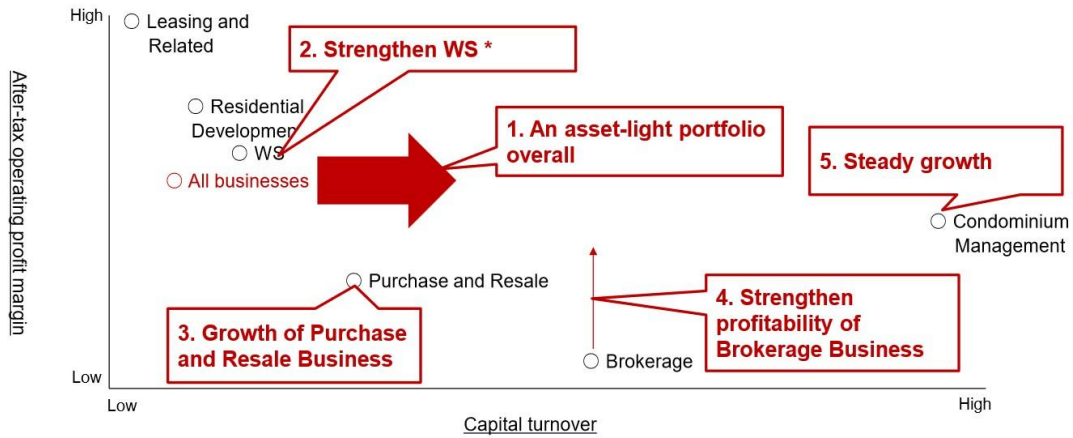 High
Leasing and
Related
2. Strengthen WS *
Residential
Developmen
WS
All businesses
1. An asset-light portfolio
overall
5. Steady growth
Condominium
Management
After-tax operating profit margin
Purchase and Resale
3. Growth of Purchase
and Resale Business
4. Strengthen
profitability of
Brokerage Business
Brokerage
Low
Low
High
Capital turnover